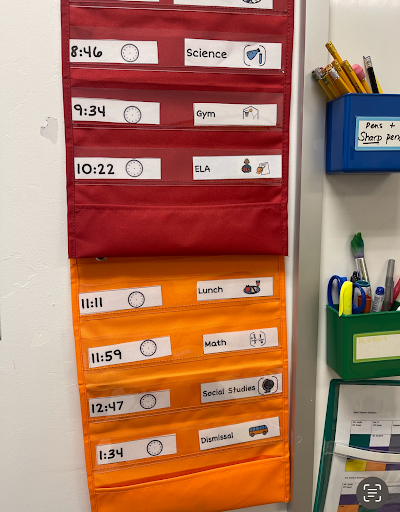 8:46 Science
9:34 Gym
10:22 ELA
11:11 Lunch
11:59 Math
12:47 Social Studies
1:34 Dismissal
Pens +
Sharp